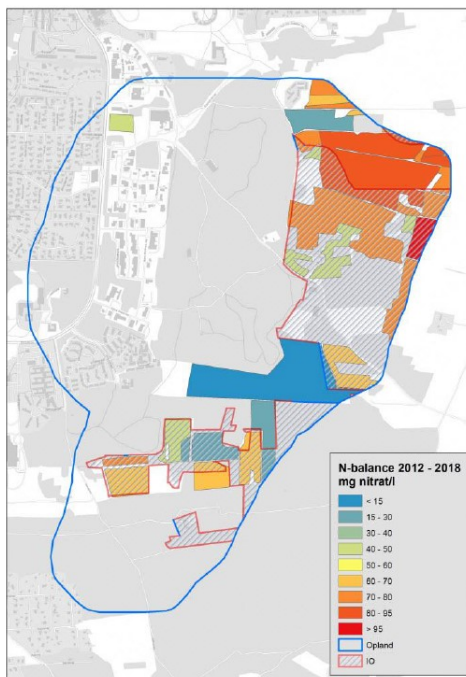 N-balance 2012 - 2018
mg nitrat/l
< 15
15 - 30
30 - 40
40 - 50
50 - 60
60 - 70
70 - 80
80 - 95
> 95
Opland
IO